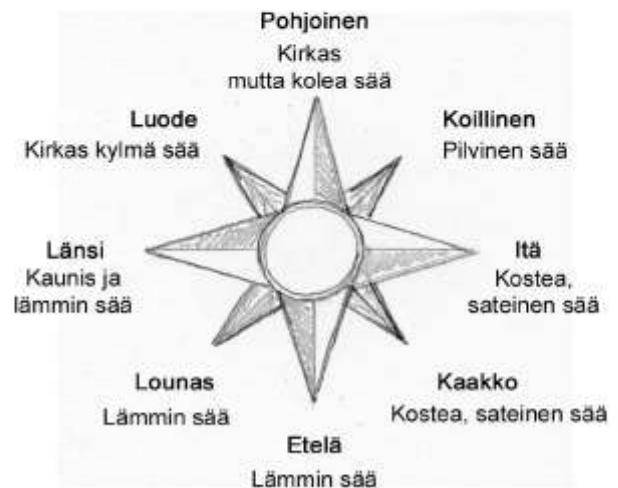 Pohjoinen
Kirkas
mutta kolea sää
Luode
Kirkas kylmä sää
Koillinen
Pilvinen sää
Länsi
Kaunis ja
lämmin sää
Itä
Kostea,
sateinen sää
Lounas
Lämmin sää
Kaakko
Kostea, sateinen sää
Etelä
Lämmin sää